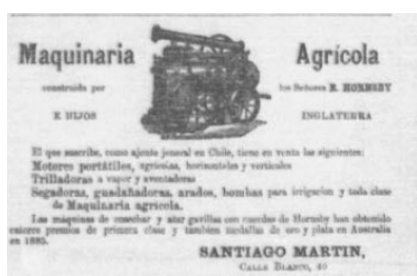 Maquinaria Agrícola
construida por los Señores R. HORNSBY
E HIJOS INGLATERRA
El que suscribe, como ajente jeneral en Chile, tiene en venta las siguientes:
Motores portátiles, agrícolas, horizontales y verticales
Trilladoras a vapor y aventadoras
Segadoras, guadañadoras, arados, bombas para irrigacion y toda clase
de Maquinaria agrícola.
Las máquinas de cosechar y atar gavillas con cuerdas de Hornsby han obtenido
catorce premios de primera clase y tambien medallas de oro y plata en Australia
en 1885.
SANTIAGO MARTIN,
CALLE BLANCO, 40